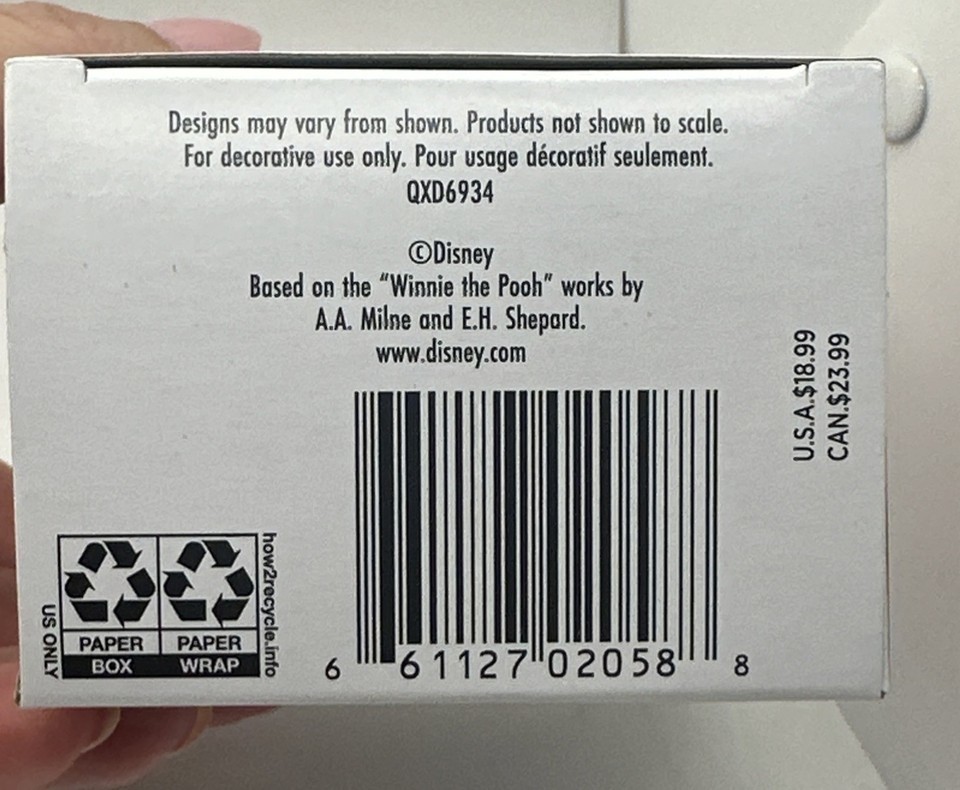 Designs may vary from shown. Products not shown to scale.
For decorative use only. Pour usage décoratif seulement.
QXD6934
©Disney
Based on the “Winnie the Pooh” works by
A.A. Milne and E.H. Shepard.
www.disney.com
U.S.A.$18.99
CAN.$23.99
US ONLY
PAPER PAPER
BOX WRAP
how2recycle.info
6 61127 02058 8